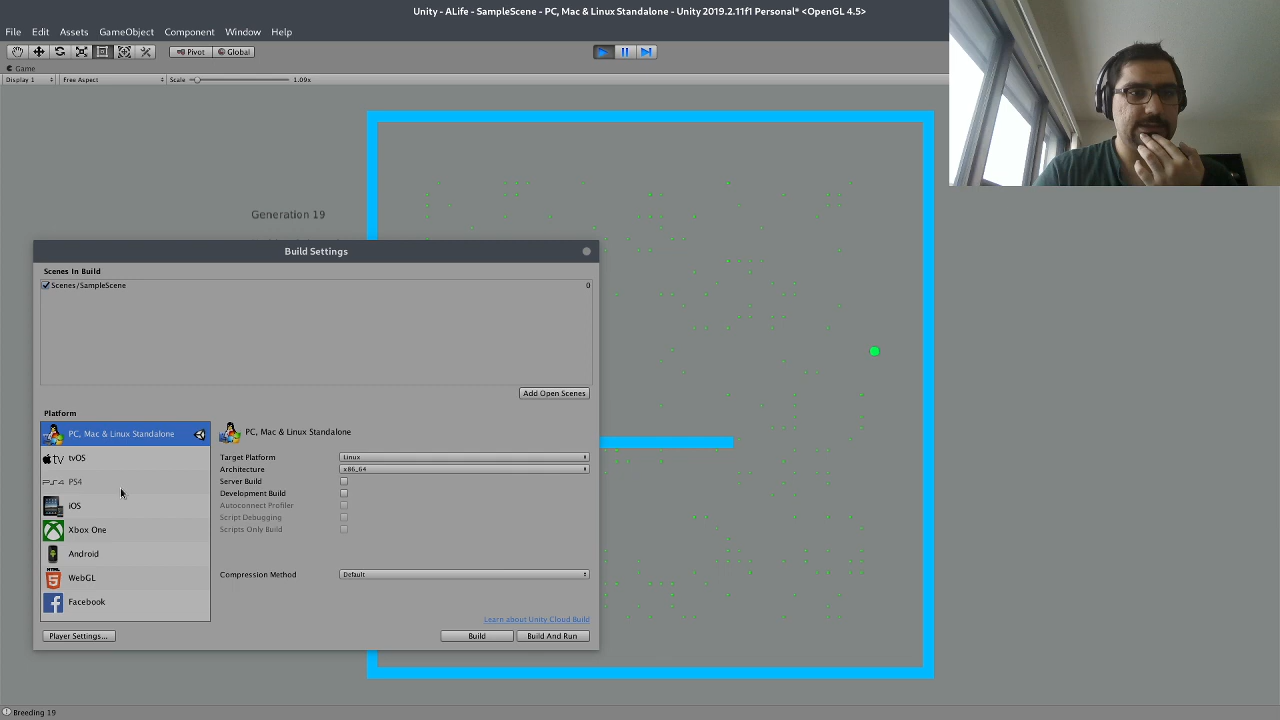 Unity - ALife - SampleScene - PC, Mac & Linux Standalone - Unity 2019.2.11f1 Personal* <OpenGL 4.5>
File Edit Assets GameObject Component Window Help
Pivot Global
Game
Display 1 Free Aspect Scale 1.09x
Generation 19
Build Settings
Scenes In Build
Scenes/SampleScene 0
Add Open Scenes
Platform
PC, Mac & Linux Standalone
tvOS
PS4
iOS
Xbox One
Android
WebGL
Facebook
PC, Mac & Linux Standalone
Target Platform Linux
Architecture x86_64
Server Build
Development Build
Autoconnect Profiler
Script Debugging
Scripts Only Build
Compression Method Default
Learn about Unity Cloud Build
Player Settings... Build Build And Run
Breeding 19